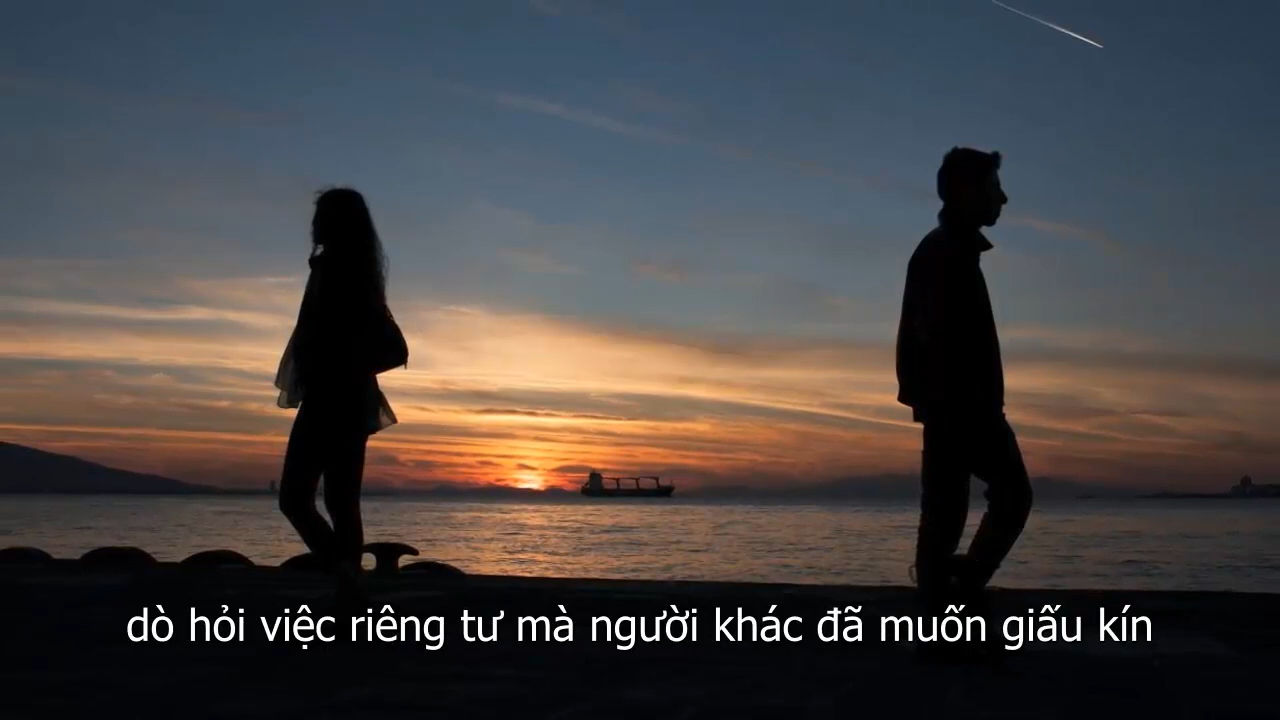 dò hỏi việc riêng tư mà người khác đã muốn giấu kín